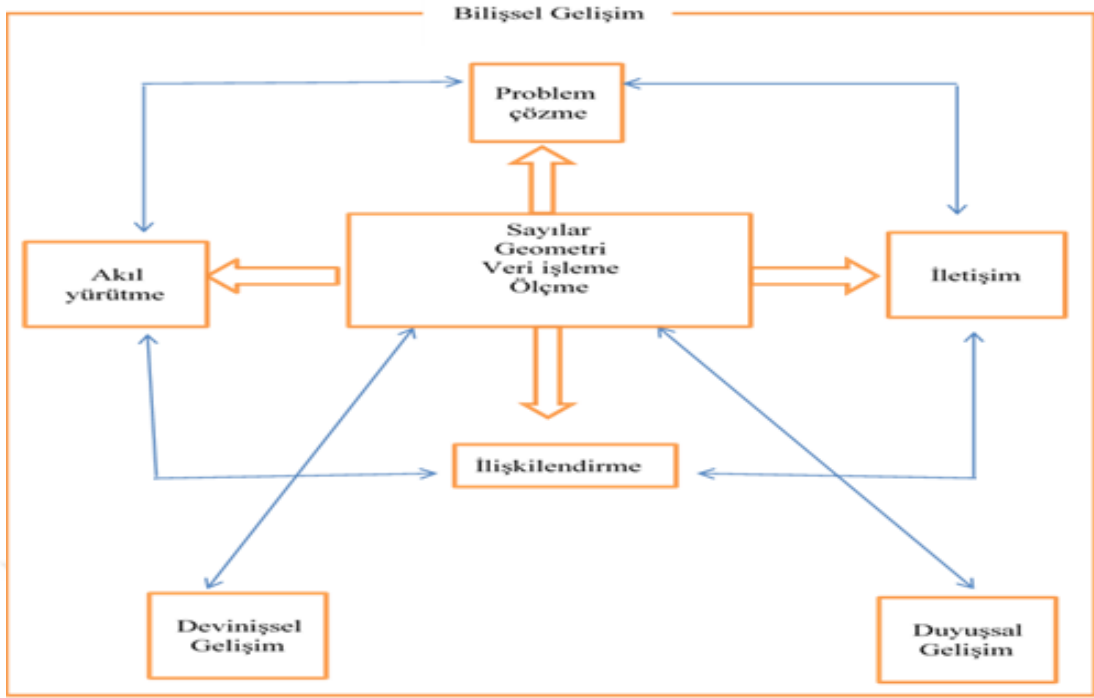 Bilişsel Gelişim
Problem
çözme
Sayılar
Geometri
Veri işleme
Ölçme
Akıl
yürütme
İletişim
İlişkilendirme
Devinişsel
Gelişim
Duyuşsal
Gelişim